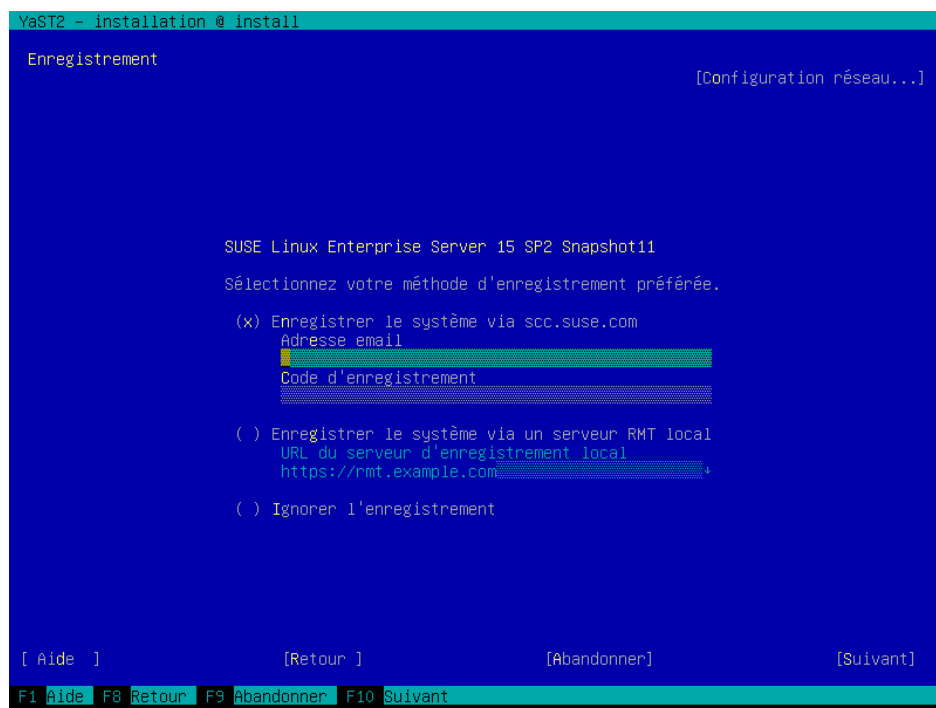 YaST2 - installation @ install
Enregistrement
[Configuration réseau...]
SUSE Linux Enterprise Server 15 SP2 Snapshot11
Sélectionnez votre méthode d'enregistrement préférée.
(x) Enregistrer le système via scc.suse.com
Adresse email
Code d'enregistrement
( ) Enregistrer le système via un serveur RMT local
URL du serveur d'enregistrement local
https://rmt.example.com↓
( ) Ignorer l'enregistrement
[ Aide ] [Retour ] [Abandonner] [Suivant]
F1 Aide F8 Retour F9 Abandonner F10 Suivant